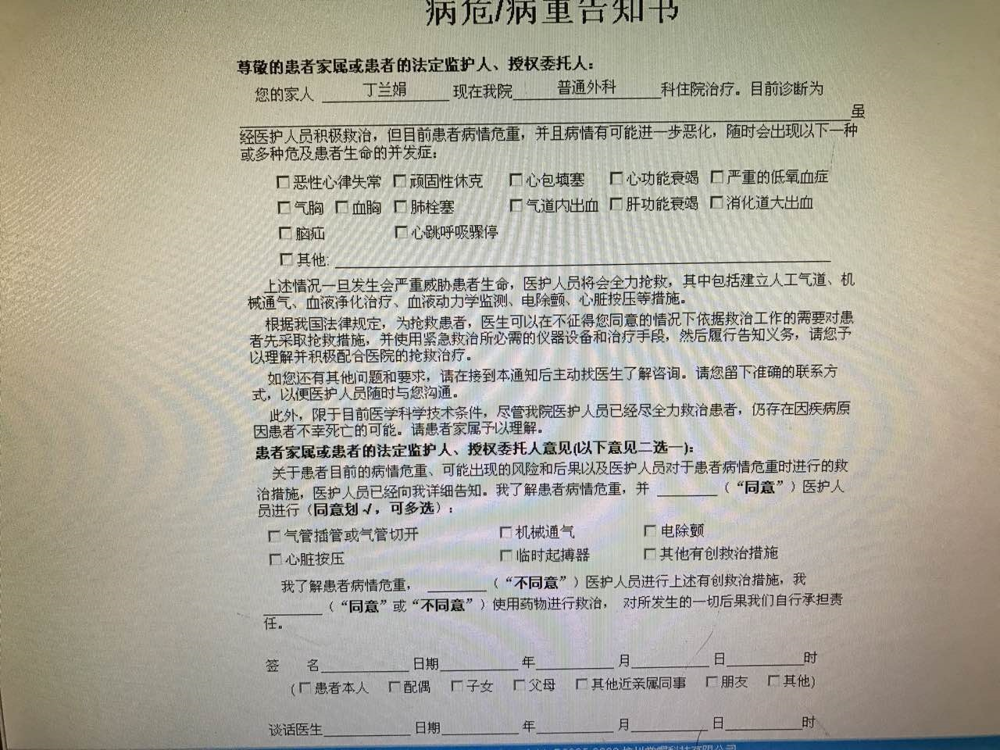 病危/病重告知书
尊敬的患者家属或患者的法定监护人、授权委托人：
您的家人 丁兰娟 现在我院 普通外科 科住院治疗。目前诊断为
虽
经医护人员积极救治，但目前患者病情危重，并且病情有可能进一步恶化，随时会出现以下一种
或多种危及患者生命的并发症：
恶性心律失常 顽固性休克 心包填塞 心功能衰竭 严重的低氧血症
气胸 血胸 肺栓塞 气道内出血 肝功能衰竭 消化道大出血
脑疝 心跳呼吸骤停
其他:
上述情况一旦发生会严重威胁患者生命，医护人员将会全力抢救，其中包括建立人工气道、机
械通气、血液净化治疗、血液动力学监测、电除颤、心脏按压等措施。
根据我国法律规定，为抢救患者，医生可以在不征得您同意的情况下依据救治工作的需要对患
者先采取抢救措施，并使用紧急救治所必需的仪器设备和治疗手段，然后履行告知义务，请您予
以理解并积极配合医院的抢救治疗。
如您还有其他问题和要求，请在接到本通知后主动找医生了解咨询。请您留下准确的联系方
式，以便医护人员随时与您沟通。
此外，限于目前医学科学技术条件，尽管我院医护人员已经尽全力救治患者，仍存在因疾病原
因患者不幸死亡的可能。请患者家属予以理解。
患者家属或患者的法定监护人、授权委托人意见(以下意见二选一)：
关于患者目前的病情危重、可能出现的风险和后果以及医护人员对于患者病情危重时进行的救
治措施，医护人员已经向我详细告知。我了解患者病情危重，并 ________（“同意”）医护人
员进行（同意划√，可多选）：
气管插管或气管切开 机械通气 电除颤
心脏按压 临时起搏器 其他有创救治措施
我了解患者病情危重，________（“不同意”）医护人员进行上述有创救治措施，我
________（“同意”或“不同意”）使用药物进行救治， 对所发生的一切后果我们自行承担责
任。
签 名________日期________年________月________日________时
(患者本人 配偶 子女 父母 其他近亲属同事 朋友 其他)
谈话医生________日期________年________月________日________时